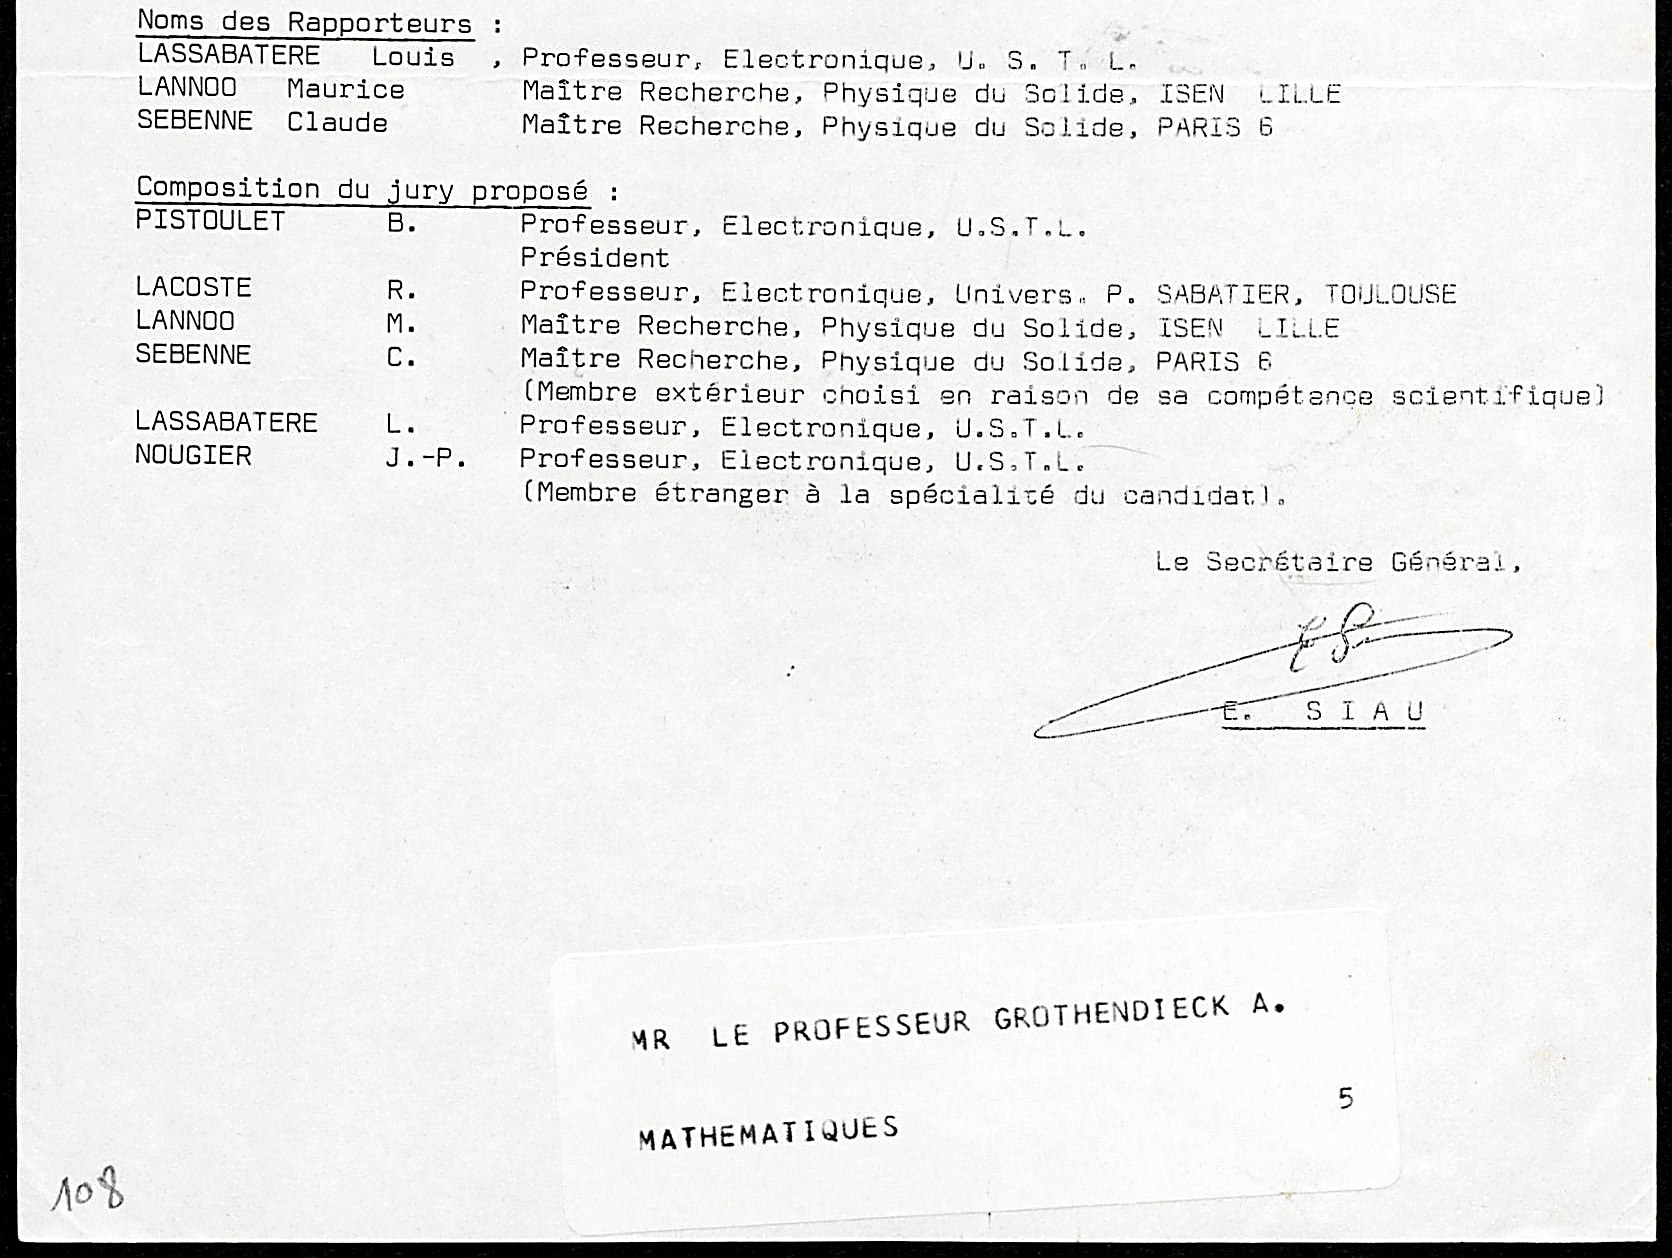 Noms des Rapporteurs :
LASSABATERE Louis , Professeur, Electronique, U. S. T. L.
LANNOO Maurice Maître Recherche, Physique du Solide, ISEN LILLE
SEBENNE Claude Maître Recherche, Physique du Solide, PARIS 6
Composition du jury proposé :
PISTOULET B. Professeur, Electronique, U.S.T.L.
Président
LACOSTE R. Professeur, Electronique, Univers. P. SABATIER, TOULOUSE
LANNOO M. Maître Recherche, Physique du Solide, ISEN LILLE
SEBENNE C. Maître Recherche, Physique du Solide, PARIS 6
(Membre extérieur choisi en raison de sa compétence scientifique)
LASSABATERE L. Professeur, Electronique, U.S.T.L.
NOUGIER J.-P. Professeur, Electronique, U.S.T.L.
(Membre étranger à la spécialité du candidat).
Le Secrétaire Général,
E. SIAU
MR LE PROFESSEUR GROTHENDIECK A.
5
MATHEMATIQUES
108